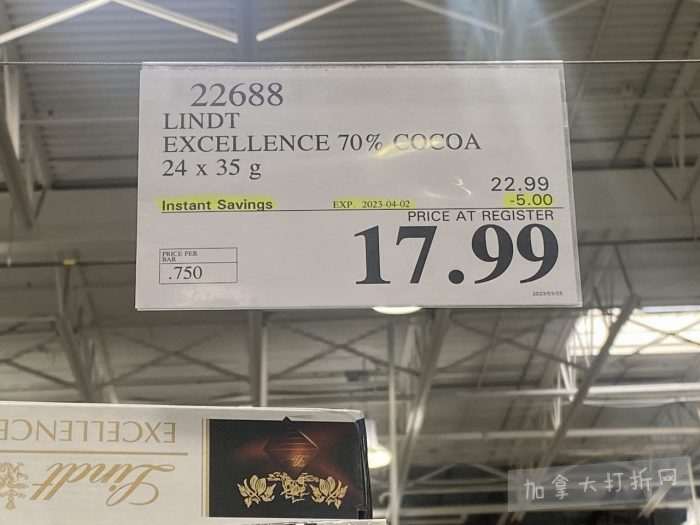 22688
LINDT
EXCELLENCE 70% COCOA
24 x 35 g
22.99
Instant Savings EXP. 2023-04-02 -5.00
PRICE AT REGISTER
17.99
PRICE PER
BAR
.750
EXCELLENCE
Lindt
加拿大打折网